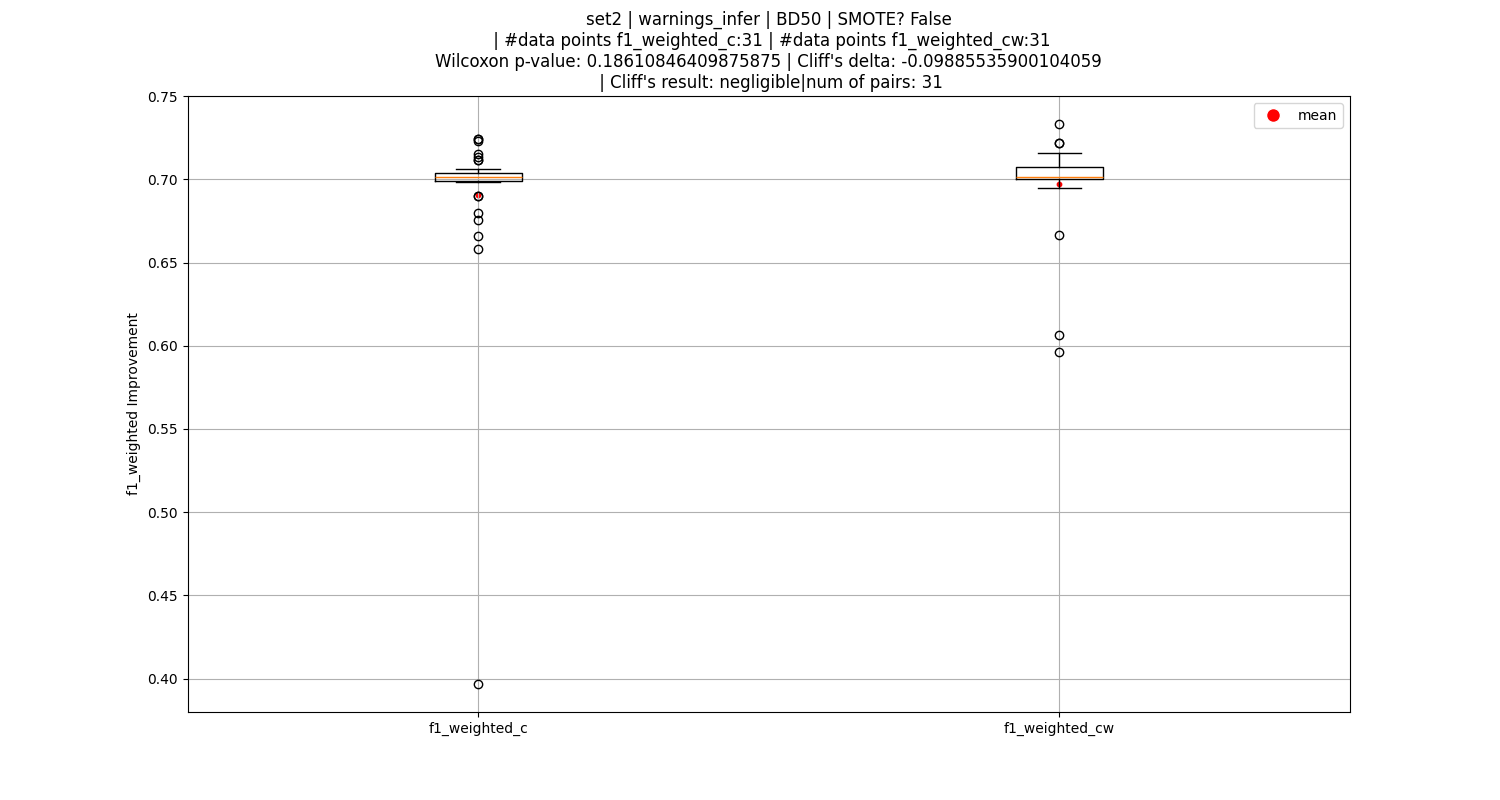 set2 | warnings_infer | BD50 | SMOTE? False
| #data points f1_weighted_c:31 | #data points f1_weighted_cw:31
Wilcoxon p-value: 0.18610846409875875 | Cliff's delta: -0.09885535900104059
| Cliff's result: negligible|num of pairs: 31
mean
0.75
0.70
0.65
0.60
0.55
0.50
0.45
0.40
f1_weighted Improvement
f1_weighted_c
f1_weighted_cw